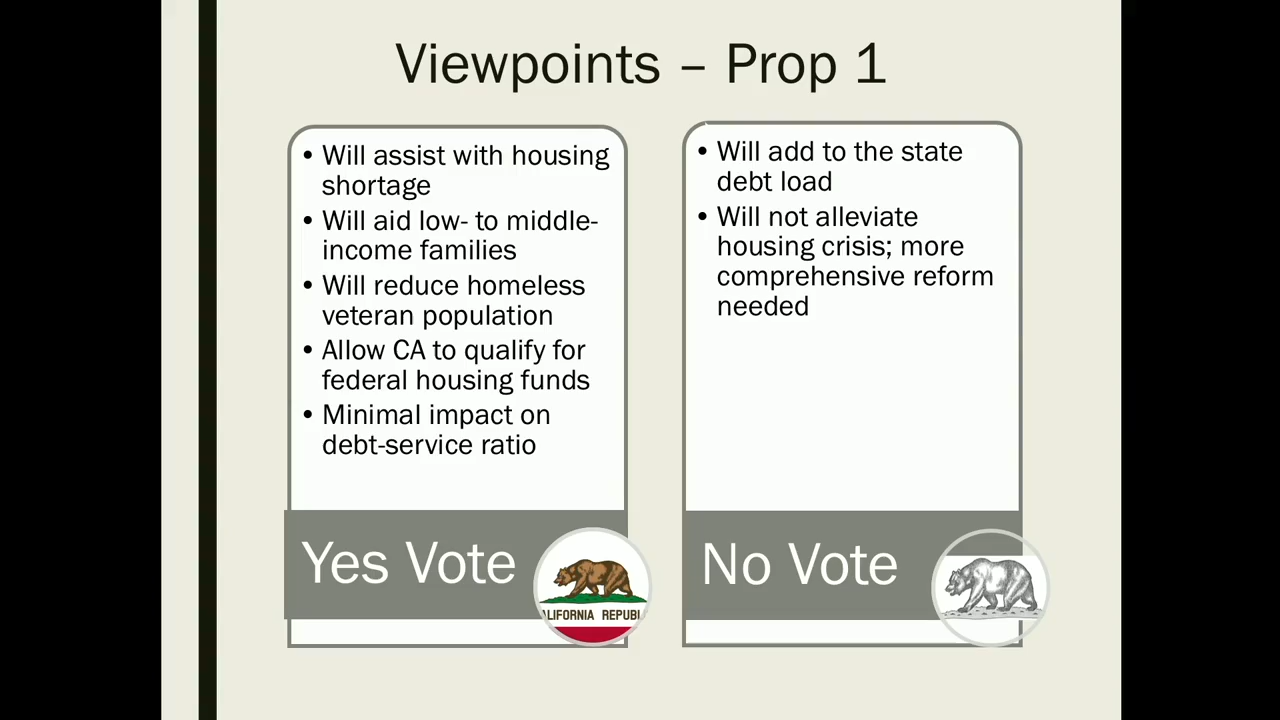 Viewpoints – Prop 1
• Will assist with housing
shortage
• Will aid low- to middle-
income families
• Will reduce homeless
veteran population
• Allow CA to qualify for
federal housing funds
• Minimal impact on
debt-service ratio
Yes Vote
ALIFORNIA REPUBL
• Will add to the state
debt load
• Will not alleviate
housing crisis; more
comprehensive reform
needed
No Vote